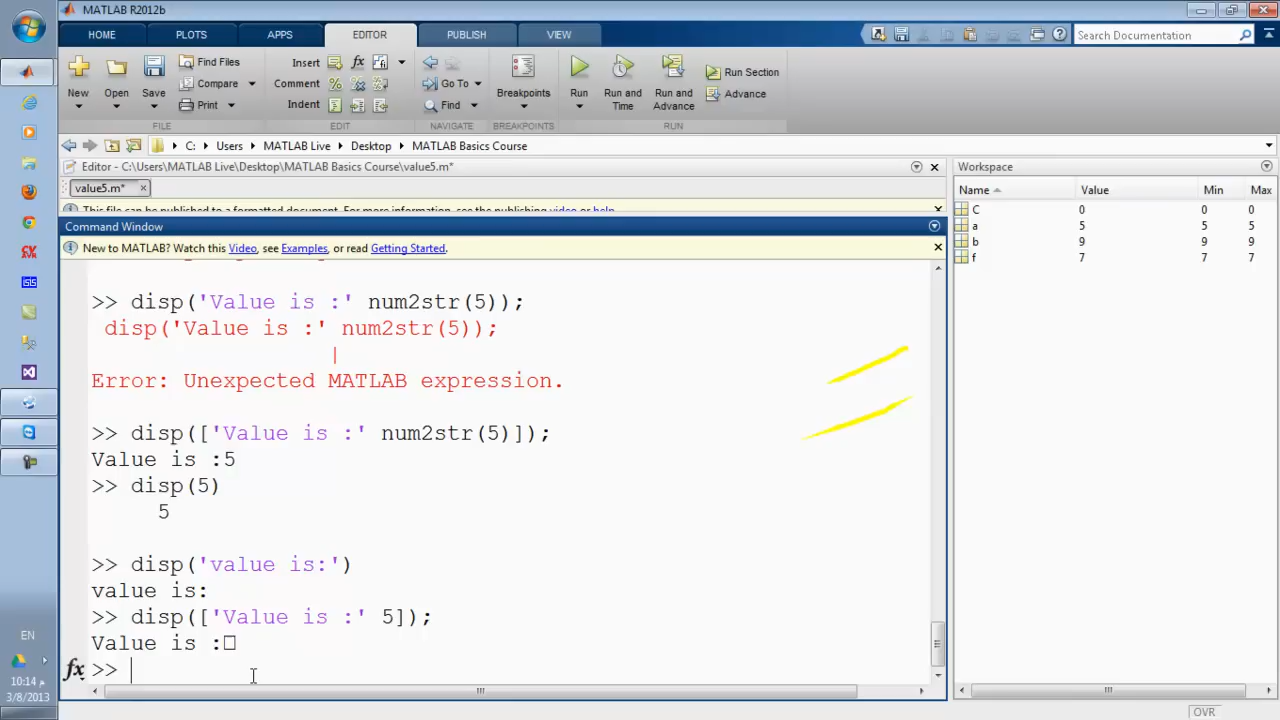 MATLAB R2012b
HOME PLOTS APPS EDITOR PUBLISH VIEW
Search Documentation
Find Files
Compare
Print
Insert
Comment
Indent
Go To
Find
New Open Save
Breakpoints
Run
Run and Time
Run and Advance
Run Section
Advance
FILE EDIT NAVIGATE BREAKPOINTS RUN
C: Users MATLAB Live Desktop MATLAB Basics Course
Editor - C:\Users\MATLAB Live\Desktop\MATLAB Basics Course\value5.m*
value5.m*
This file can be published to a formatted document. For more information, see the publishing video or help.
Command Window
New to MATLAB? Watch this Video, see Examples, or read Getting Started.
>> disp('Value is :' num2str(5));
disp('Value is :' num2str(5));
|
Error: Unexpected MATLAB expression.
>> disp(['Value is :' num2str(5)]);
Value is :5
>> disp(5)
5
>> disp('value is:')
value is:
>> disp(['Value is :' 5]);
Value is :□
fx >>
Workspace
Name Value Min Max
C 0 0 0
a 5 5 5
b 9 9 9
f 7 7 7
OVR
EN
10:14 م
3/8/2013